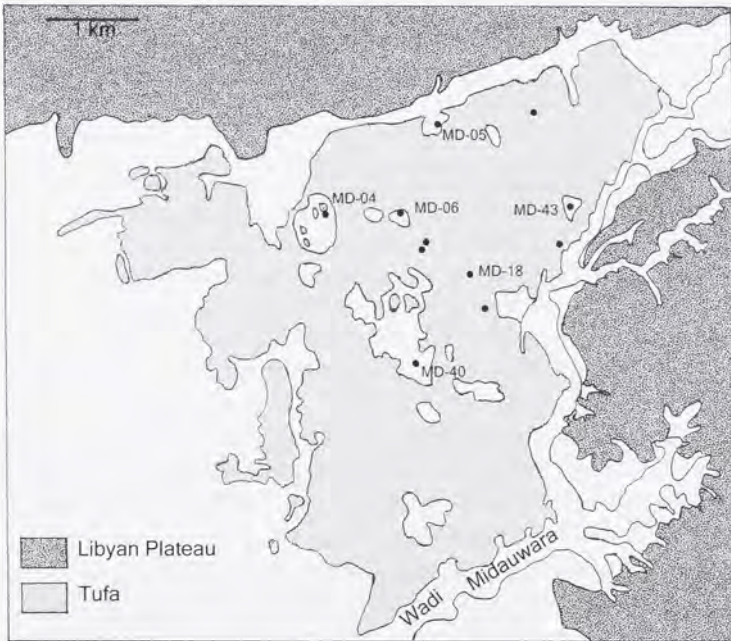 1 km
MD-05
MD-04
MD-06
MD-43
MD-18
MD-40
Libyan Plateau
Tufa
Wadi Midauwara